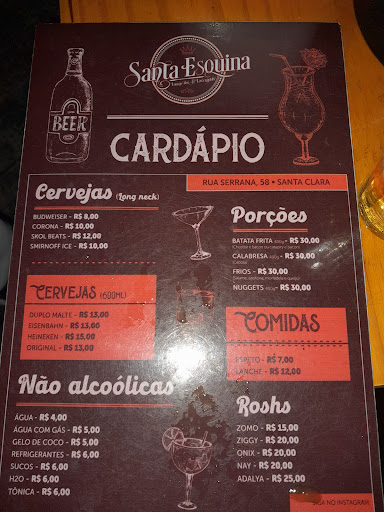 Santa Esquina
BEER
CARDÁPIO
RUA SERRANA, 58 • SANTA CLARA
Cervejas (Long neck)
BUDWEISER - R$ 8,00
CORONA - R$ 10,00
SKOL BEATS - R$ 12,00
SMIRNOFF ICE - R$ 10,00
Porções
BATATA FRITA R$ 30,00
CALABRESA R$ 30,00
FRIOS - R$ 30,00
NUGGETS R$ 30,00
CERVEJAS (600ML)
DUPLO MALTE - R$ 13,00
EISENBAHN - R$ 13,00
HEINEKEN - R$ 15,00
ORIGINAL - R$ 13,00
COMIDAS
ESPETO - R$ 7,00
LANCHE - R$ 12,00
Não alcoólicas
ÁGUA - R$ 4,00
ÁGUA COM GÁS - R$ 5,00
GELO DE COCO - R$ 5,00
REFRIGERANTES - R$ 6,00
SUCOS - R$ 6,00
H2O - R$ 6,00
TÔNICA - R$ 6,00
Roshs
ZOMO - R$ 15,00
ZIGGY - R$ 20,00
ONIX - R$ 20,00
NAY - R$ 20,00
ADALYA - R$ 25,00
SIGA NO INSTAGRAM